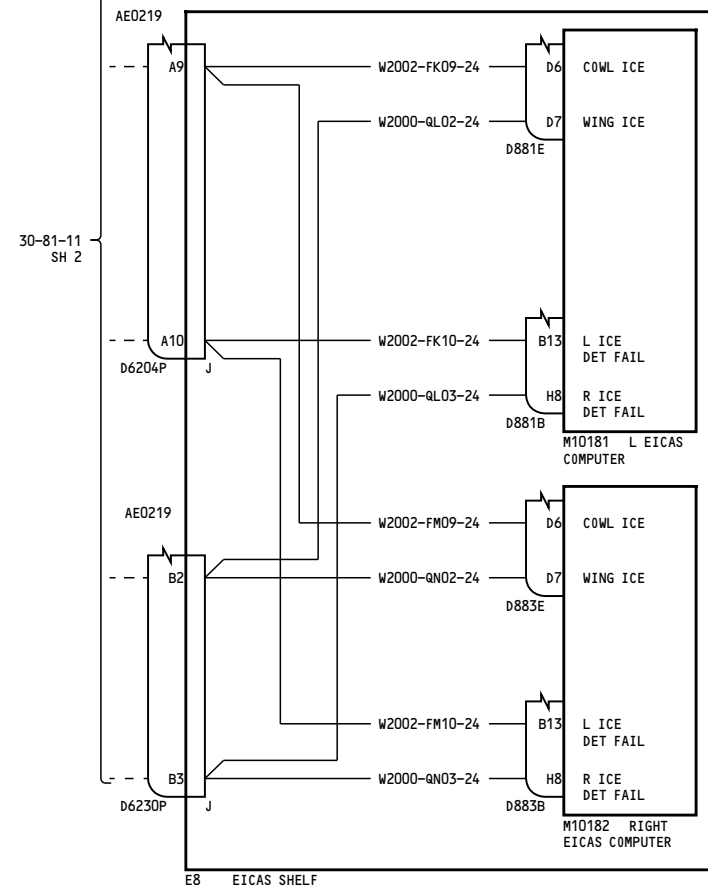 AE0219
A9
W2002-FK09-24
D6
COWL ICE
W2000-QL02-24
D7
WING ICE
D881E
30-81-11
SH 2
A10
W2002-FK10-24
B13
L ICE
DET FAIL
D6204P
J
W2000-QL03-24
H8
R ICE
DET FAIL
D881B
M10181 L EICAS
COMPUTER
AE0219
W2002-FM09-24
D6
COWL ICE
B2
W2000-QN02-24
D7
WING ICE
D883E
W2002-FM10-24
B13
L ICE
DET FAIL
B3
W2000-QN03-24
H8
R ICE
DET FAIL
D6230P
J
D883B
M10182 RIGHT
EICAS COMPUTER
E8 EICAS SHELF